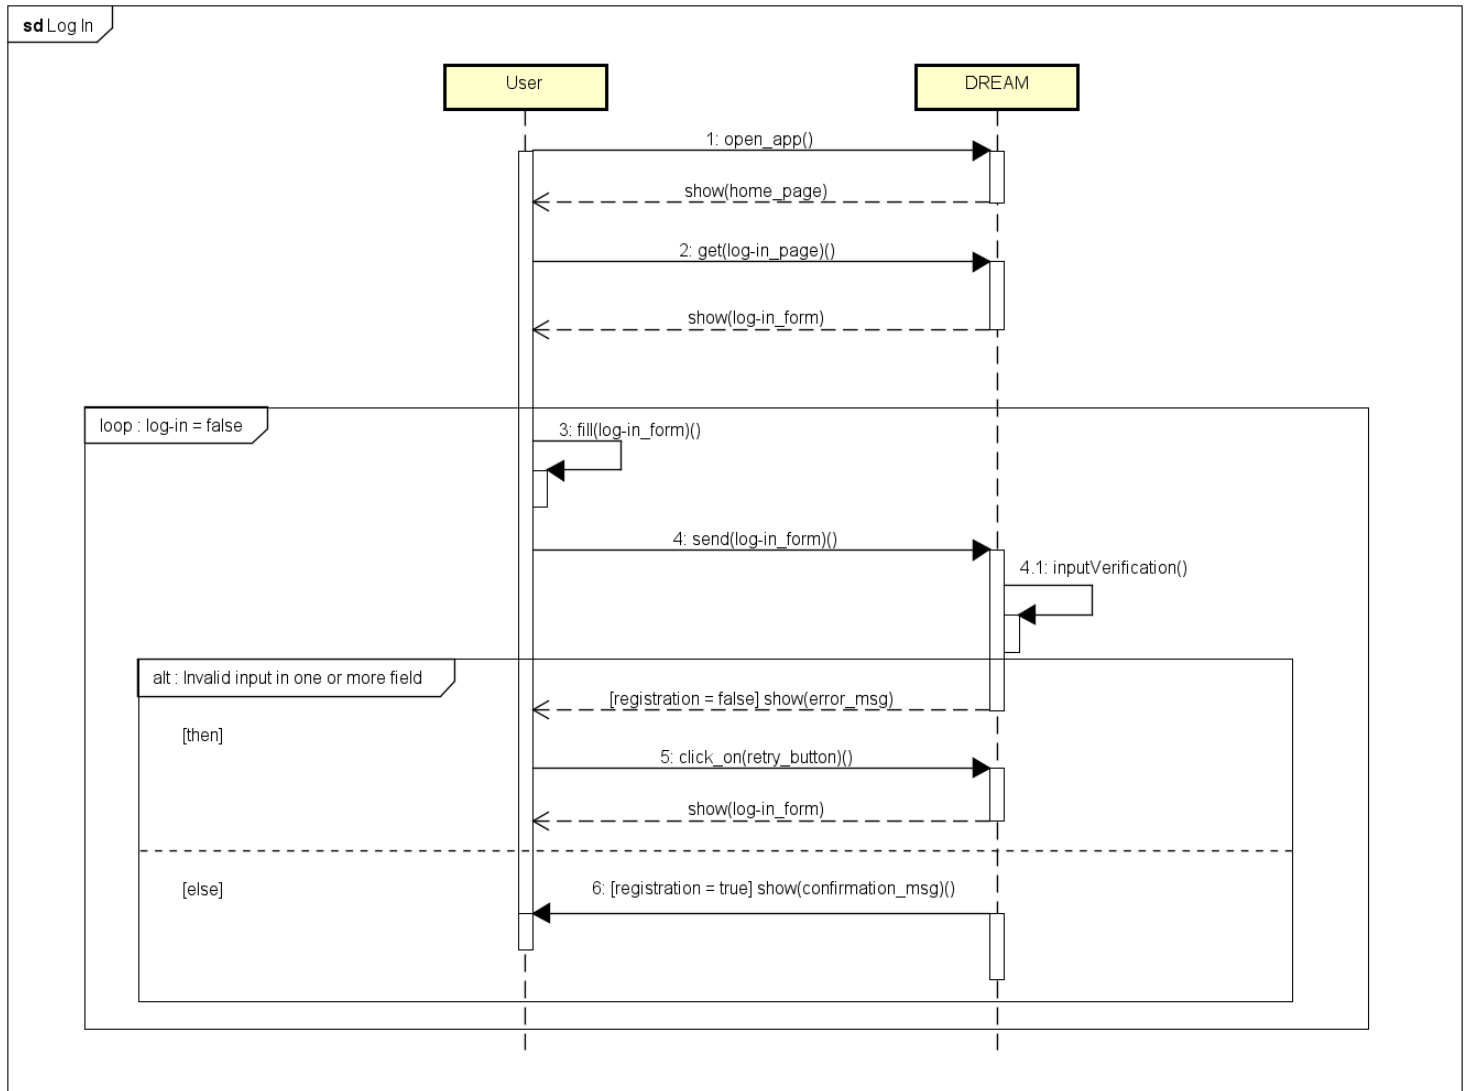 sd Log In
User
DREAM
1: open_app()
show(home_page)
2: get(log-in_page)()
show(log-in_form)
loop : log-in = false
3: fill(log-in_form)()
4: send(log-in_form)()
4.1: inputVerification()
alt : Invalid input in one or more field
[registration = false] show(error_msg)
[then]
5: click_on(retry_button)()
show(log-in_form)
[else]
6: [registration = true] show(confirmation_msg)()